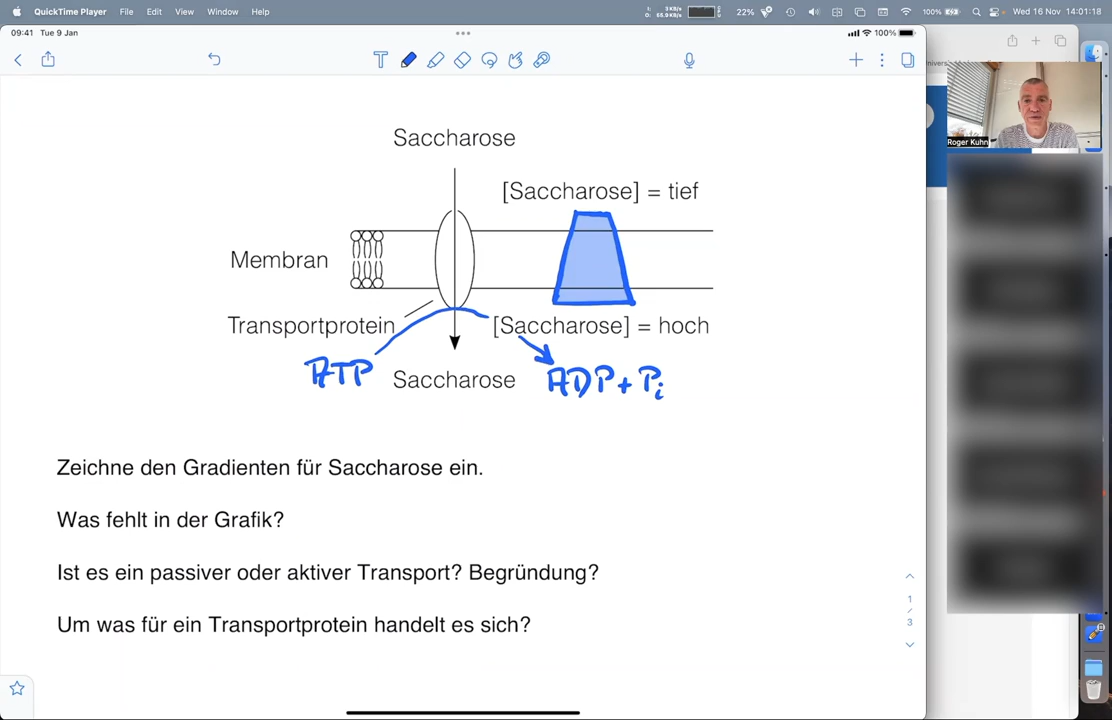 QuickTime Player File Edit View Window Help
22% 100% Wed 16 Nov 14:01:18
09:41 Tue 9 Jan 100%
Roger Kuhn
Saccharose
[Saccharose] = tief
Membran
Transportprotein [Saccharose] = hoch
ATP Saccharose ADP + Pi
Zeichne den Gradienten für Saccharose ein.
Was fehlt in der Grafik?
Ist es ein passiver oder aktiver Transport? Begründung?
Um was für ein Transportprotein handelt es sich?
1
/
3